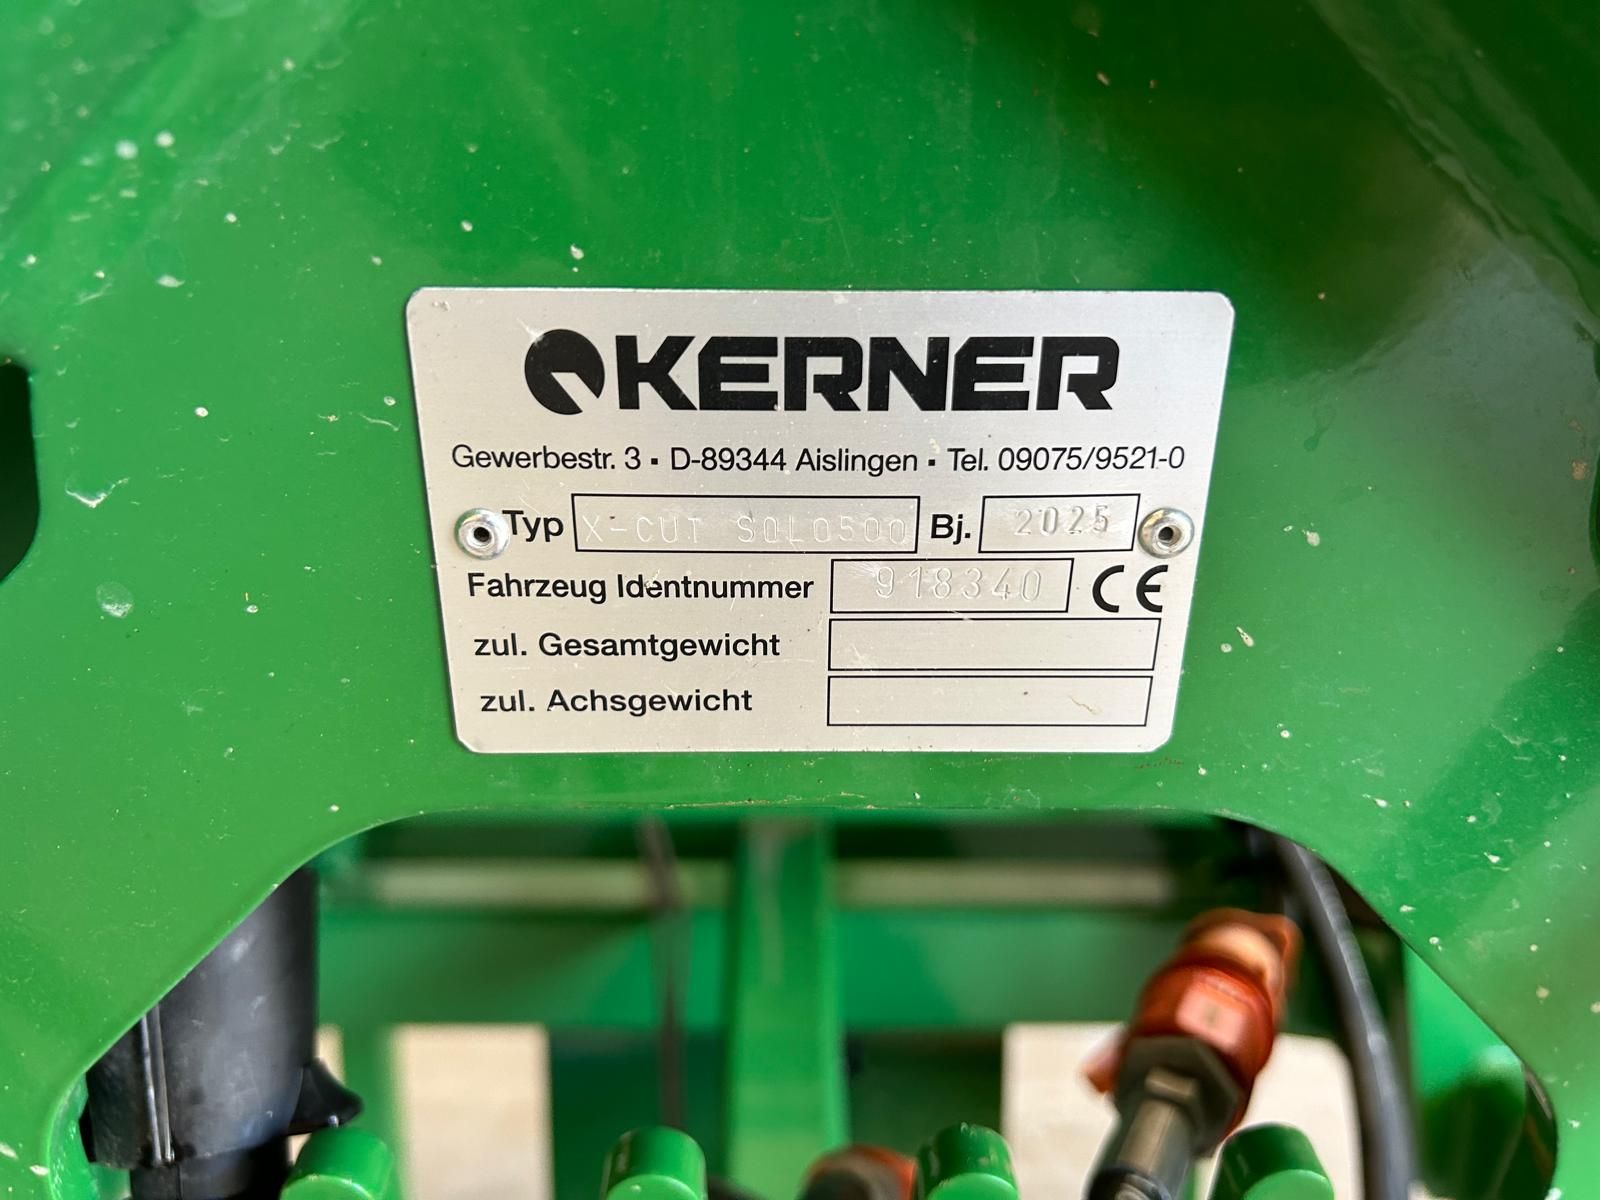 KERNER
Gewerbestr. 3 ▪ D-89344 Aislingen ▪ Tel. 09075/9521-0
Typ X-CUT SOLO500 Bj. 2025
Fahrzeug Identnummer 918340 CE
zul. Gesamtgewicht
zul. Achsgewicht